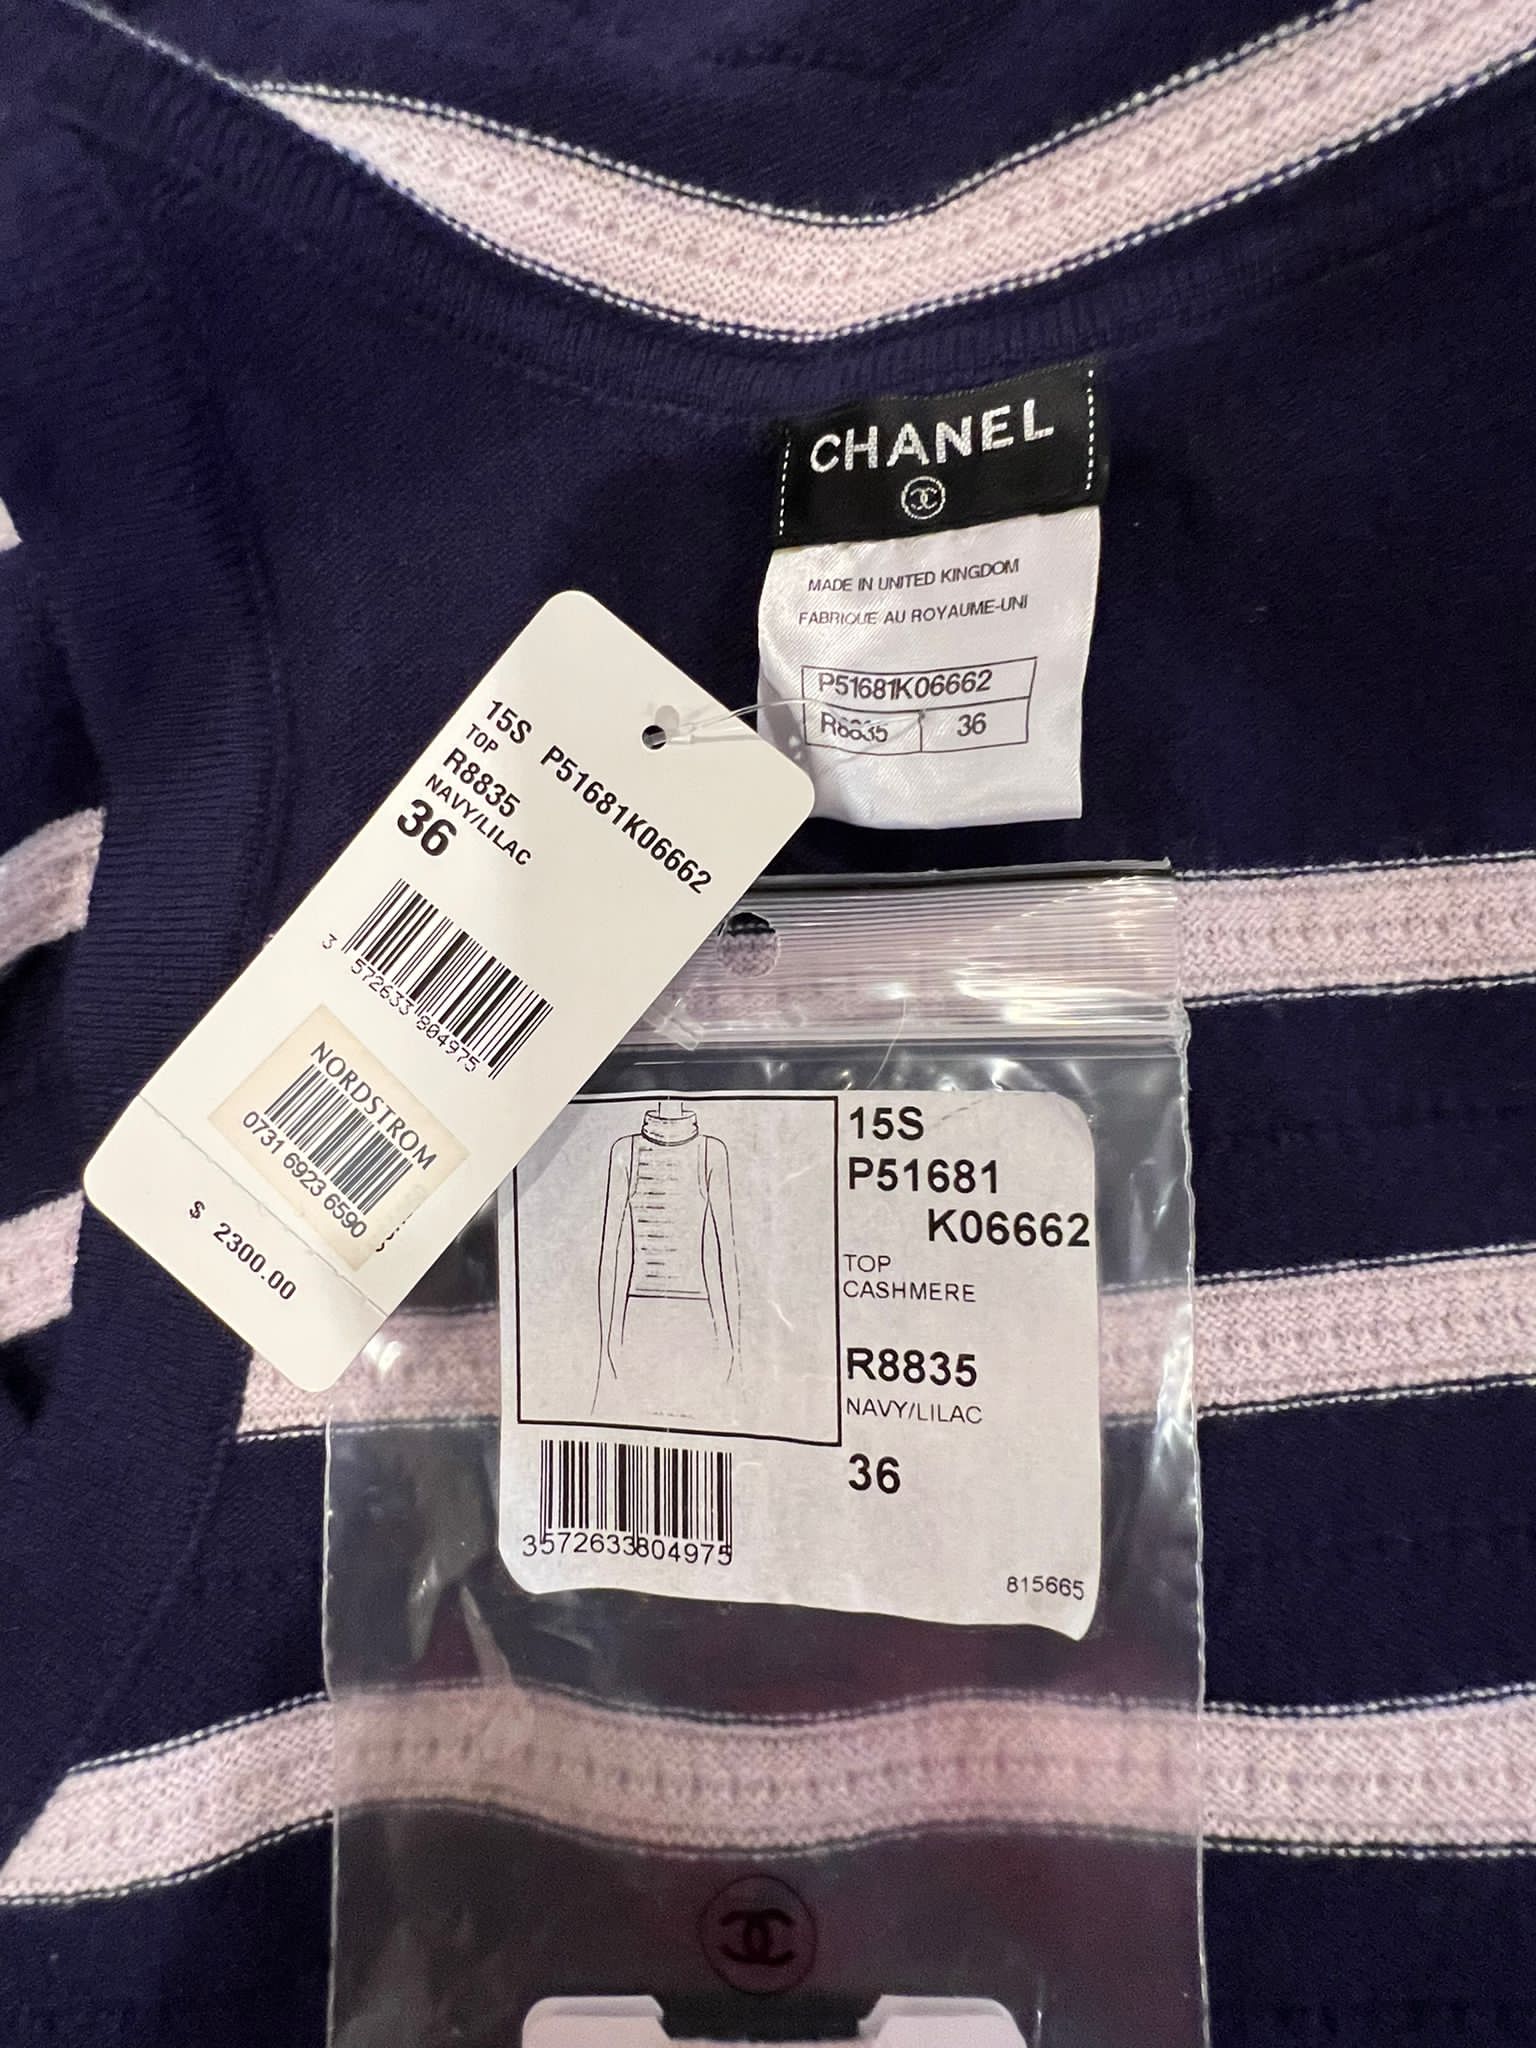 CHANEL
MADE IN UNITED KINGDOM
FABRIQUE AU ROYAUME-UNI
P51681K06662
R8835 36
15S P51681K06662
TOP
R8835
NAVY/LILAC
36
3 572633 804975
NORDSTROM
0731 6923 6590
$ 2300.00
15S
P51681
K06662
TOP
CASHMERE
R8835
NAVY/LILAC
36
3572633804975
815665